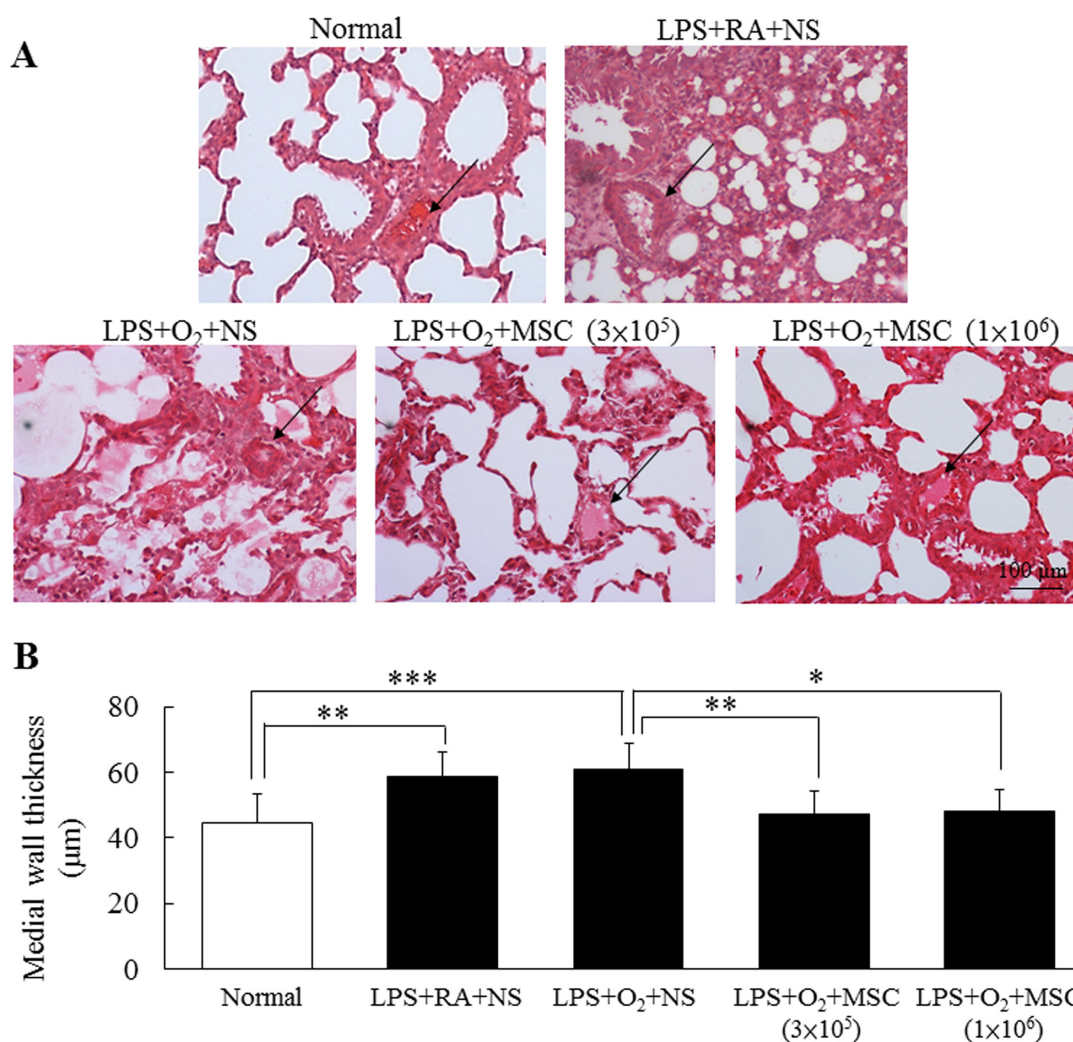 A
Normal
LPS+RA+NS
LPS+O₂+NS
LPS+O₂+MSC (3×10⁵)
LPS+O₂+MSC (1×10⁶)
100 μm
B
Medial wall thickness
(μm)
80
60
40
20
0
***
**
**
*
Normal
LPS+RA+NS
LPS+O₂+NS
LPS+O₂+MSC
(3×10⁵)
LPS+O₂+MSC
(1×10⁶)